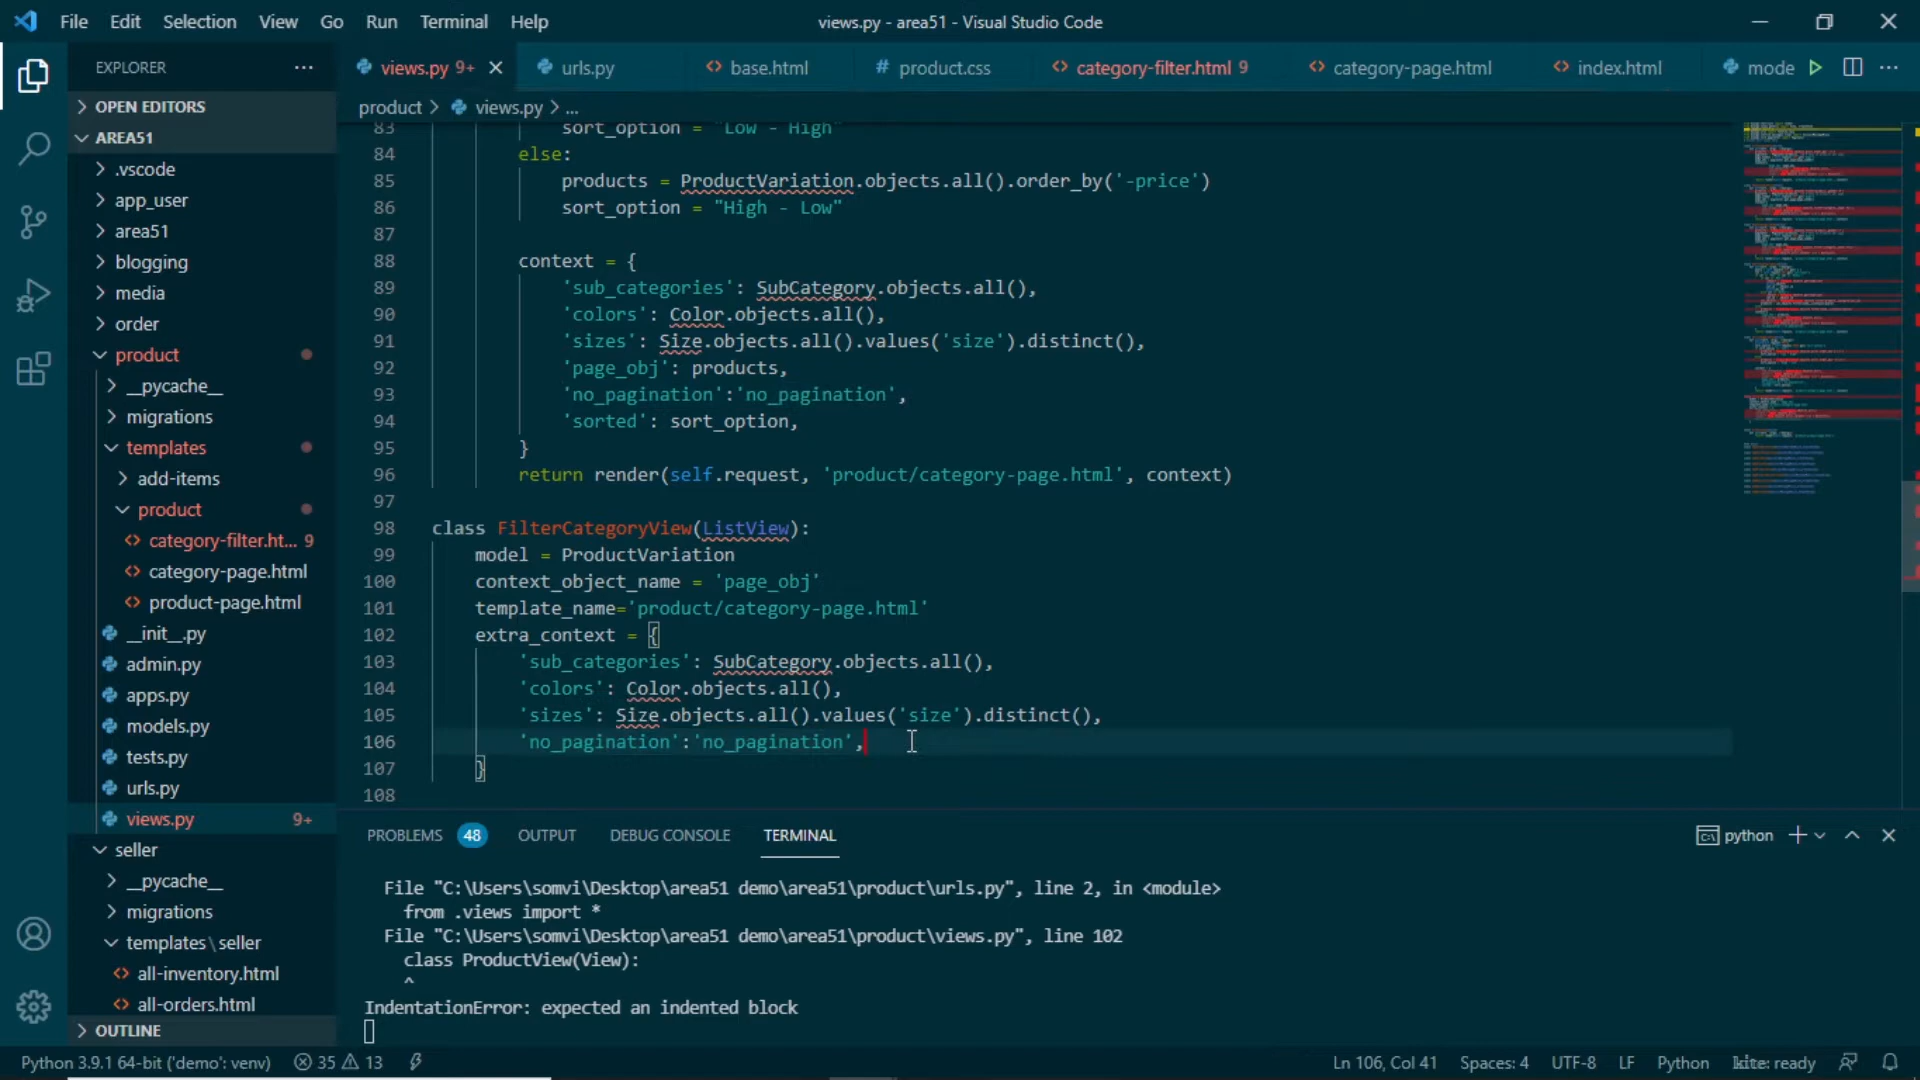 File Edit Selection View Go Run Terminal Help
views.py - area51 - Visual Studio Code
EXPLORER
OPEN EDITORS
AREA51
.vscode
app_user
area51
blogging
media
order
product
__pycache__
migrations
templates
add-items
product
category-filter.ht... 9
category-page.html
product-page.html
__init__.py
admin.py
apps.py
models.py
tests.py
urls.py
views.py 9+
seller
__pycache__
migrations
templates\seller
all-inventory.html
all-orders.html
OUTLINE
views.py 9+ urls.py base.html # product.css category-filter.html 9 category-page.html index.html mode
product > views.py > ...
83 sort_option = "Low - High"
84 else:
85 products = ProductVariation.objects.all().order_by('-price')
86 sort_option = "High - Low"
87
88 context = {
89 'sub_categories': SubCategory.objects.all(),
90 'colors': Color.objects.all(),
91 'sizes': Size.objects.all().values('size').distinct(),
92 'page_obj': products,
93 'no_pagination':'no_pagination',
94 'sorted': sort_option,
95 }
96 return render(self.request, 'product/category-page.html', context)
97
98 class FilterCategoryView(ListView):
99 model = ProductVariation
100 context_object_name = 'page_obj'
101 template_name='product/category-page.html'
102 extra_context = {
103 'sub_categories': SubCategory.objects.all(),
104 'colors': Color.objects.all(),
105 'sizes': Size.objects.all().values('size').distinct(),
106 'no_pagination':'no_pagination',
107 }
108
PROBLEMS 48 OUTPUT DEBUG CONSOLE TERMINAL
python
File "C:\Users\somvi\Desktop\area51 demo\area51\product\urls.py", line 2, in <module>
from .views import *
File "C:\Users\somvi\Desktop\area51 demo\area51\product\views.py", line 102
class ProductView(View):
^
IndentationError: expected an indented block
Python 3.9.1 64-bit ('demo': venv) 35 13
Ln 106, Col 41 Spaces: 4 UTF-8 LF Python kite: ready